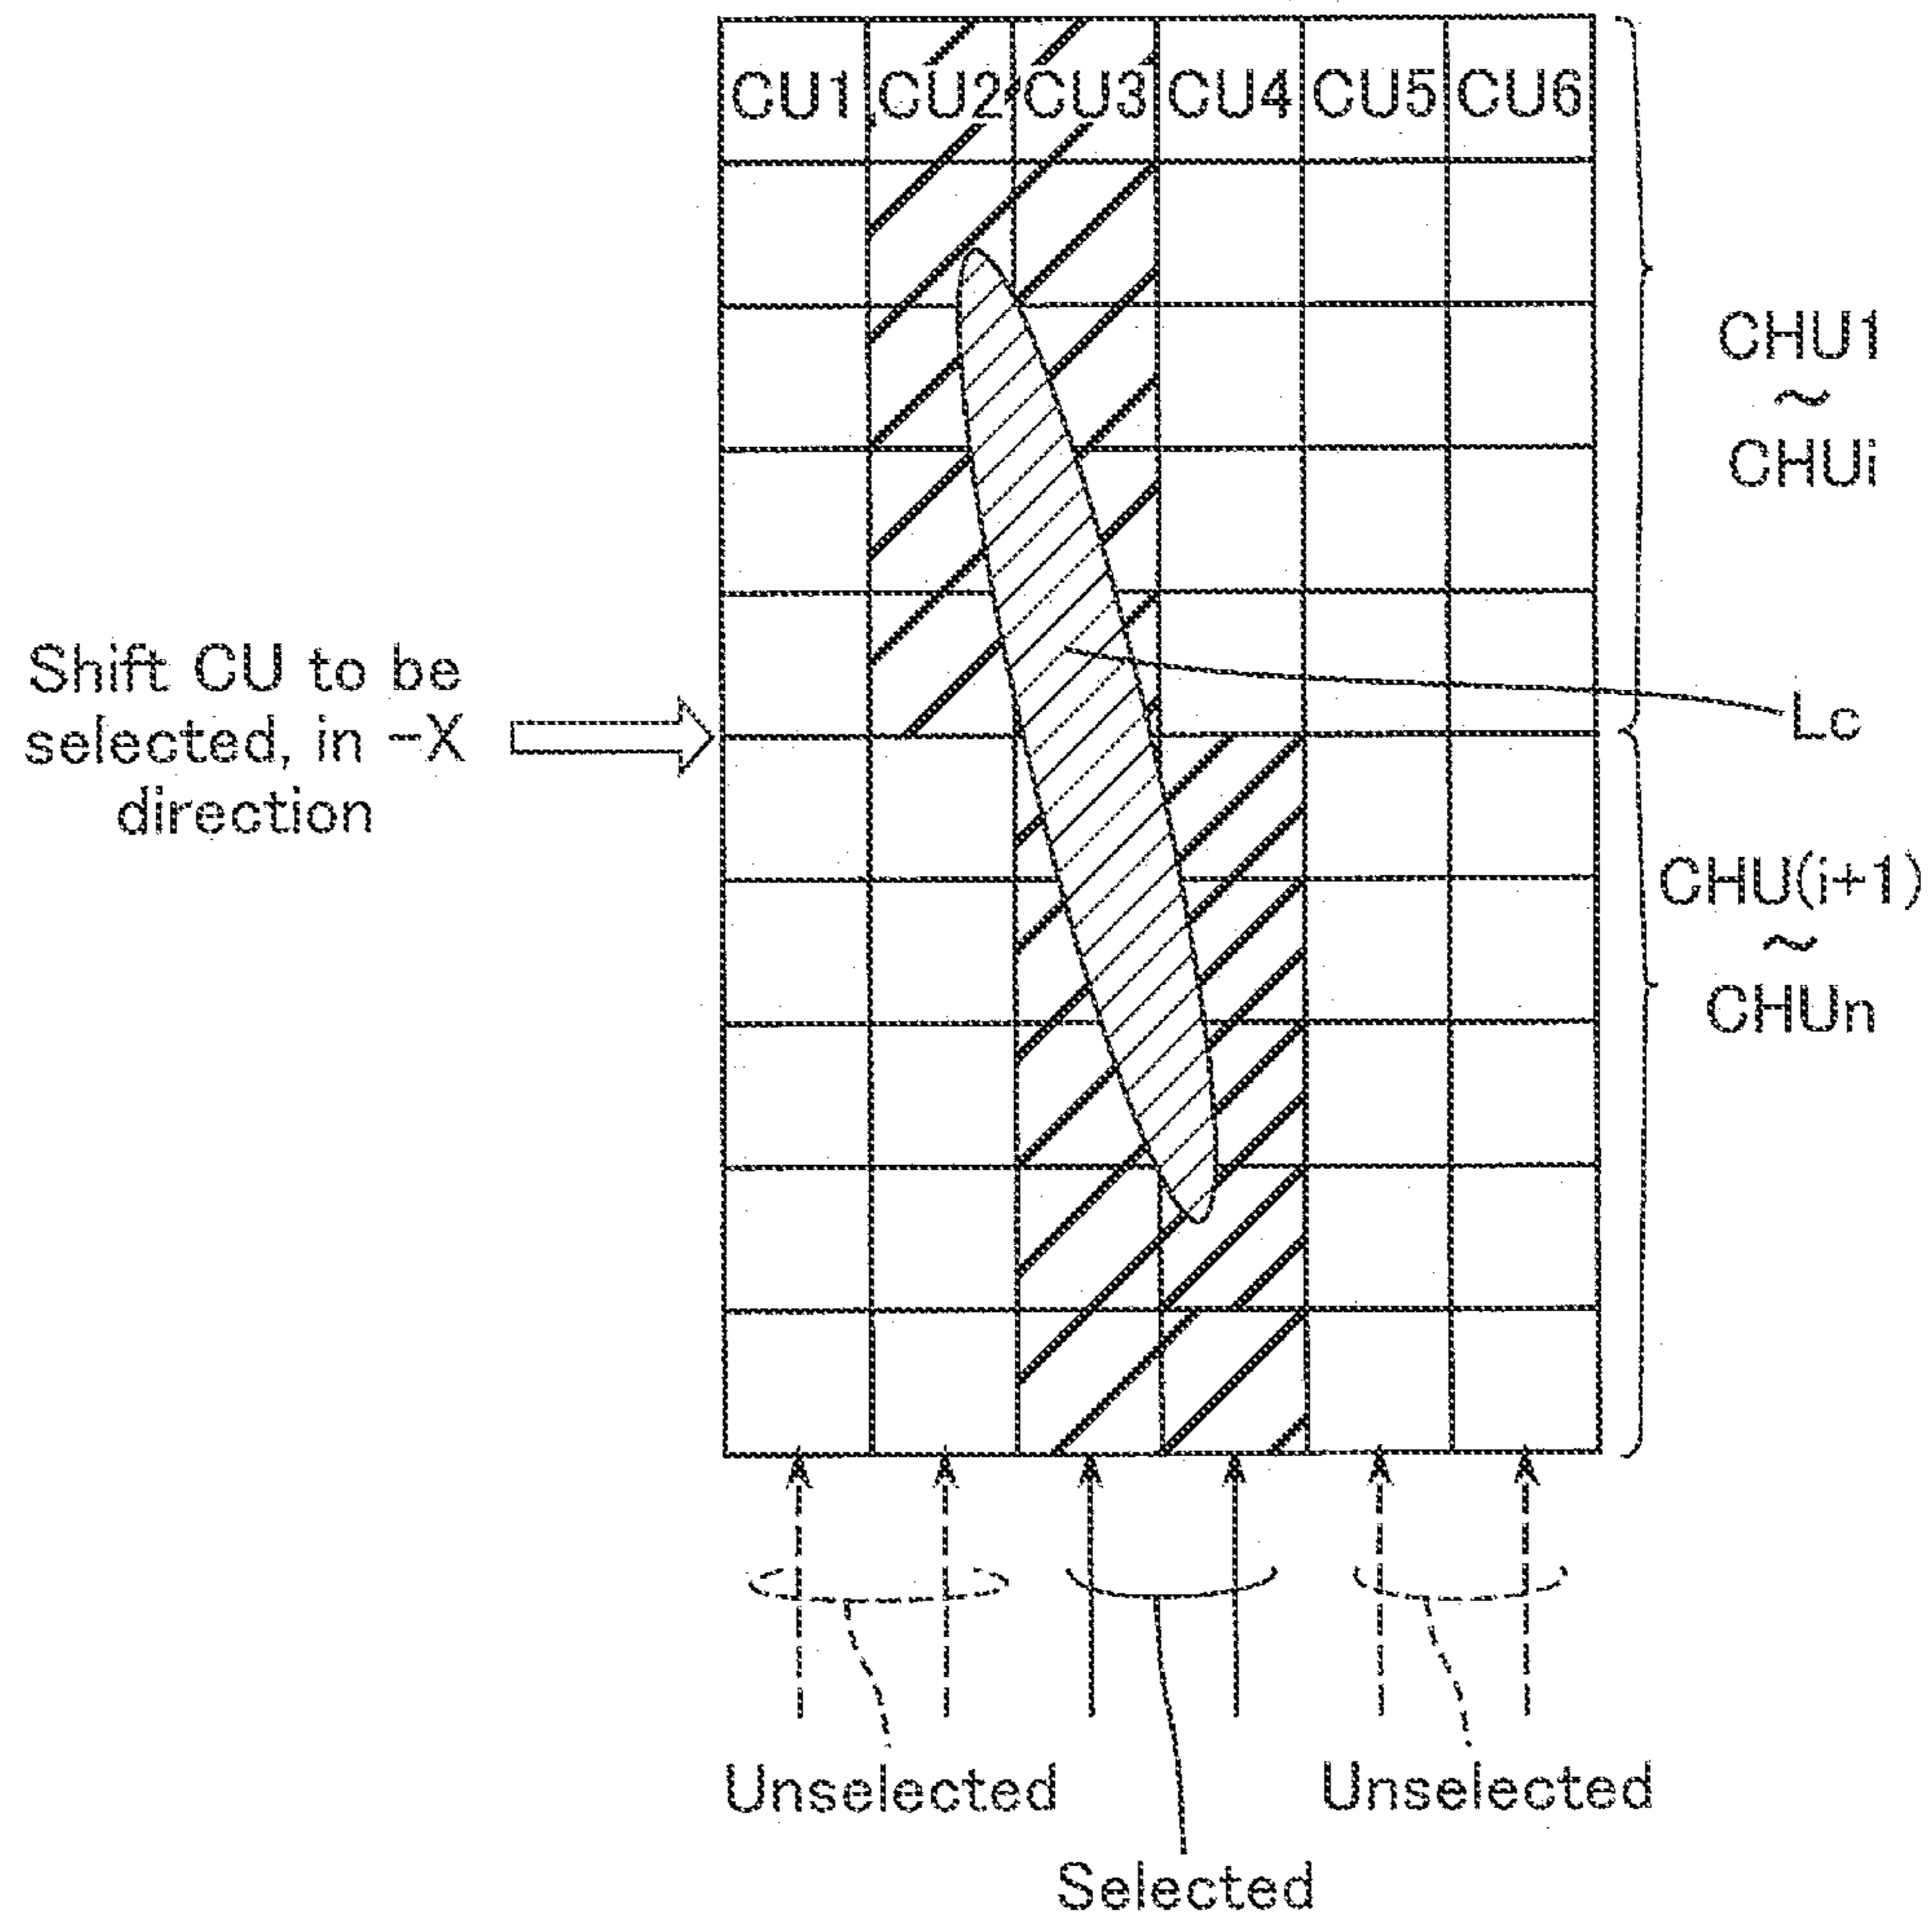 CU1 CU2 CU3 CU4 CU5 CU6
CHU1
~
CHUi
Shift CU to be
selected, in -X
direction
Lc
CHU(i+1)
~
CHUn
Unselected
Unselected
Selected